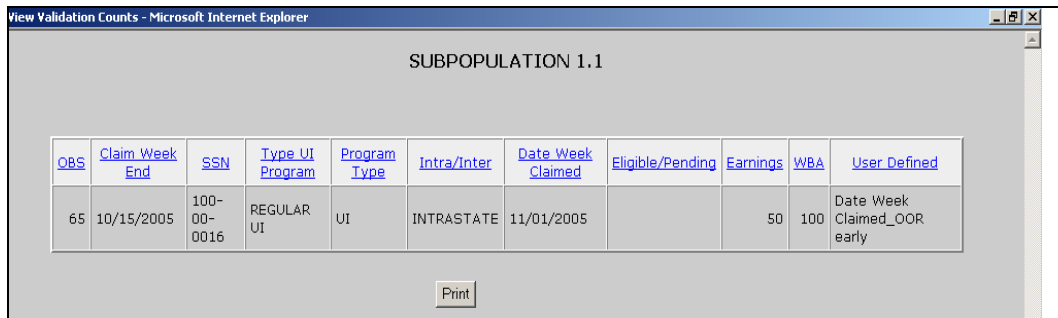 View Validation Counts - Microsoft Internet Explorer
SUBPOPULATION 1.1
OBS Claim Week End SSN Type UI Program Program Type Intra/Inter Date Week Claimed Eligible/Pending Earnings WBA User Defined
65 10/15/2005 100-00-0016 REGULAR UI UI INTRASTATE 11/01/2005 50 100 Date Week Claimed_OOR early
Print